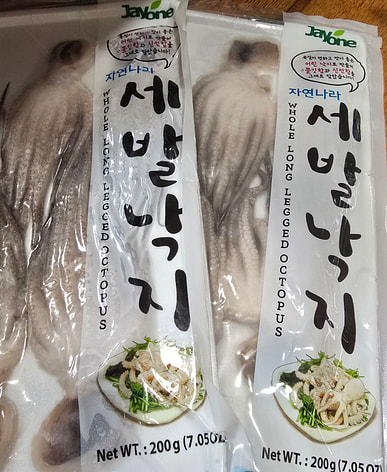 Jayone
자연나라
세발낙지
WHOLE LONG LEGGED OCTOPUS
Net WT. : 200g (7.05OZ
Jayone
자연나라
세발낙지
WHOLE LONG LEGGED OCTOPUS
Net WT. : 200g (7.05